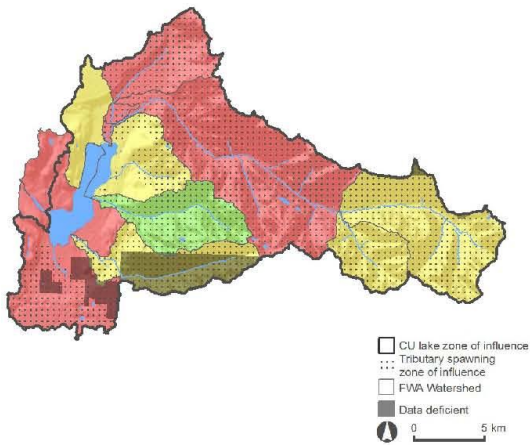 CU lake zone of influence
Tributary spawning
zone of influence
FWA Watershed
Data deficient
0 5 km